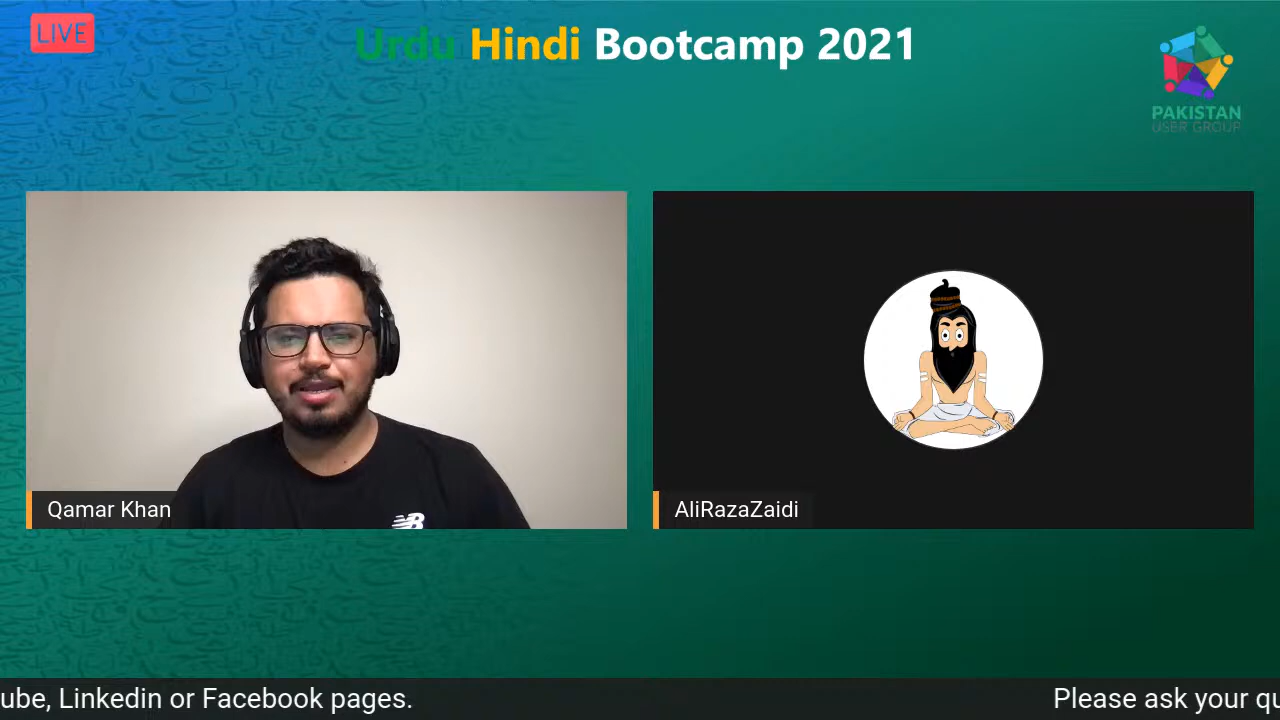 LIVE
Urdu Hindi Bootcamp 2021
PAKISTAN
USER GROUP
Qamar Khan
AliRazaZaidi
ube, Linkedin or Facebook pages.
Please ask your qu